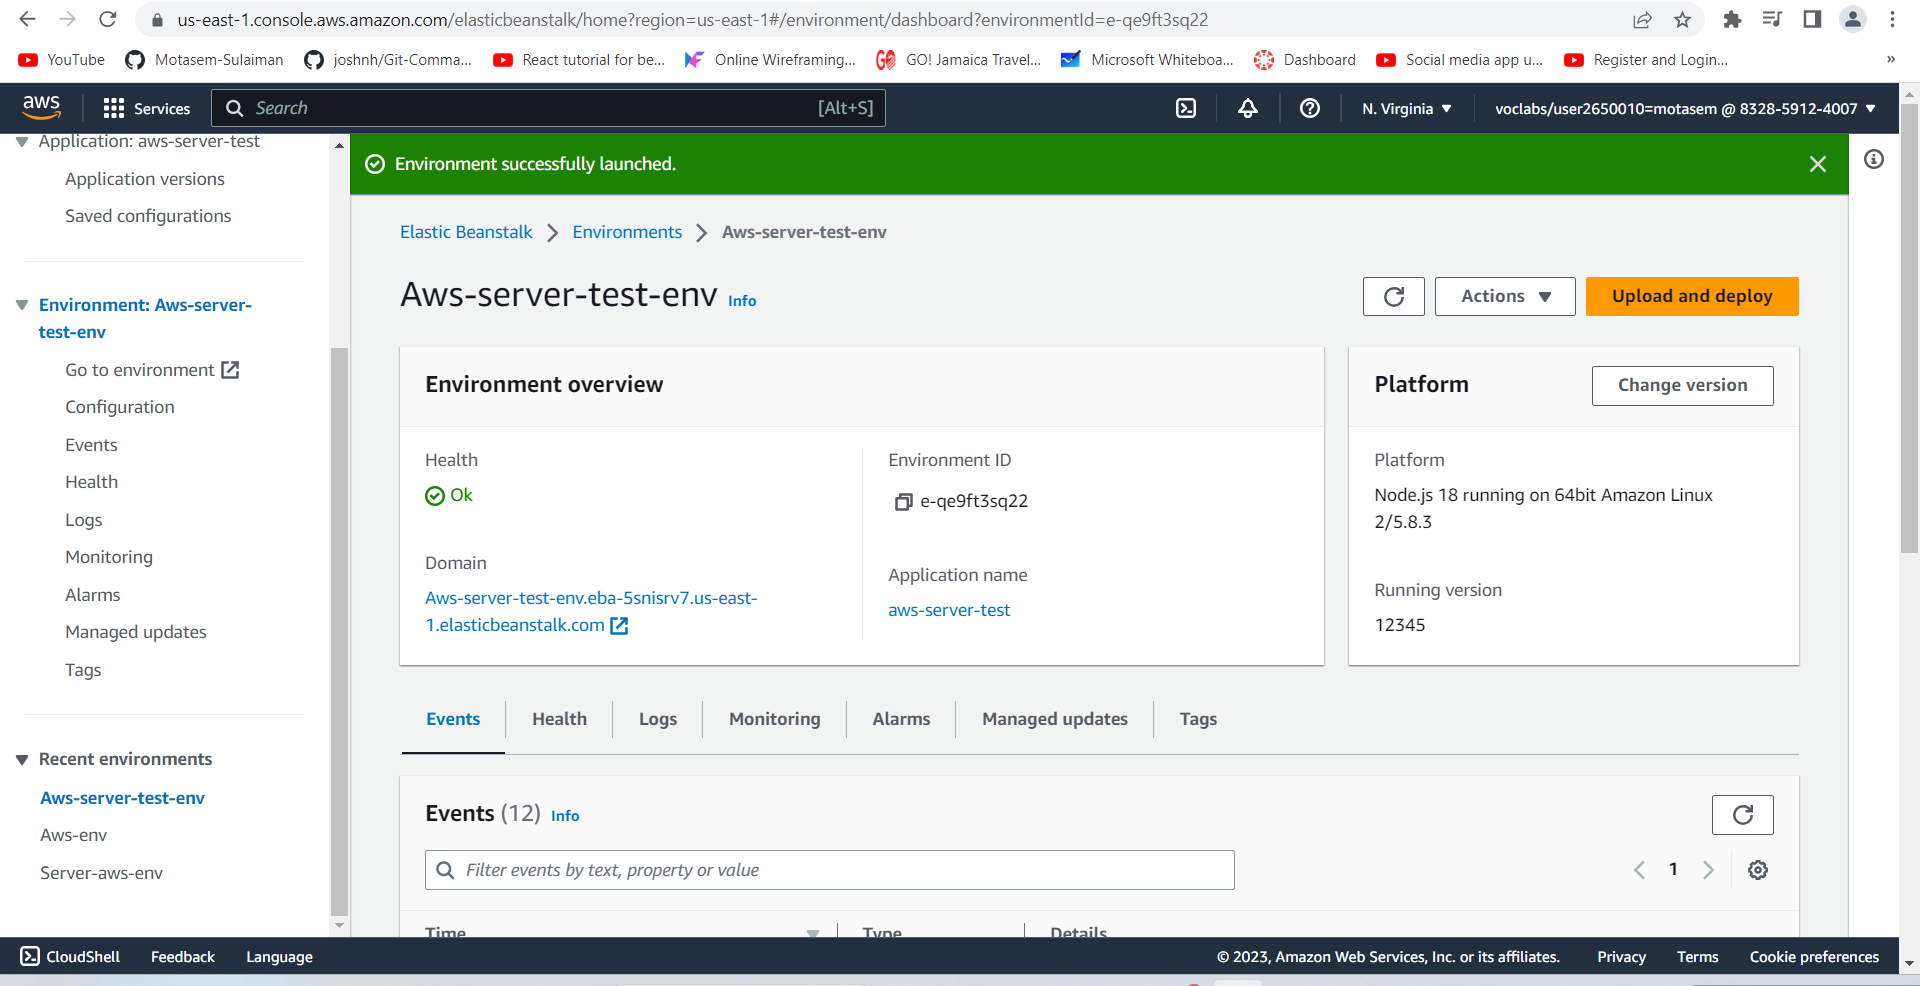 us-east-1.console.aws.amazon.com/elasticbeanstalk/home?region=us-east-1#/environment/dashboard?environmentId=e-qe9ft3sq22
YouTube
Motasem-Sulaiman
joshnh/Git-Comma...
React tutorial for be...
Online Wireframing...
GO! Jamaica Travel...
Microsoft Whiteboa...
Dashboard
Social media app u...
Register and Login...
»
aws
Services
Search
[Alt+S]
N. Virginia
voclabs/user2650010=motasem @ 8328-5912-4007
Application: aws-server-test
Application versions
Saved configurations
Environment: Aws-server-
test-env
Go to environment
Configuration
Events
Health
Logs
Monitoring
Alarms
Managed updates
Tags
Recent environments
Aws-server-test-env
Aws-env
Server-aws-env
Environment successfully launched.
Elastic Beanstalk
Environments
Aws-server-test-env
Aws-server-test-env Info
Actions
Upload and deploy
Environment overview
Health
Ok
Domain
Aws-server-test-env.eba-5snisrv7.us-east-
1.elasticbeanstalk.com
Environment ID
e-qe9ft3sq22
Application name
aws-server-test
Platform
Change version
Platform
Node.js 18 running on 64bit Amazon Linux
2/5.8.3
Running version
12345
Events
Health
Logs
Monitoring
Alarms
Managed updates
Tags
Events (12) Info
Filter events by text, property or value
1
Time
Type
Details
CloudShell
Feedback
Language
© 2023, Amazon Web Services, Inc. or its affiliates.
Privacy
Terms
Cookie preferences